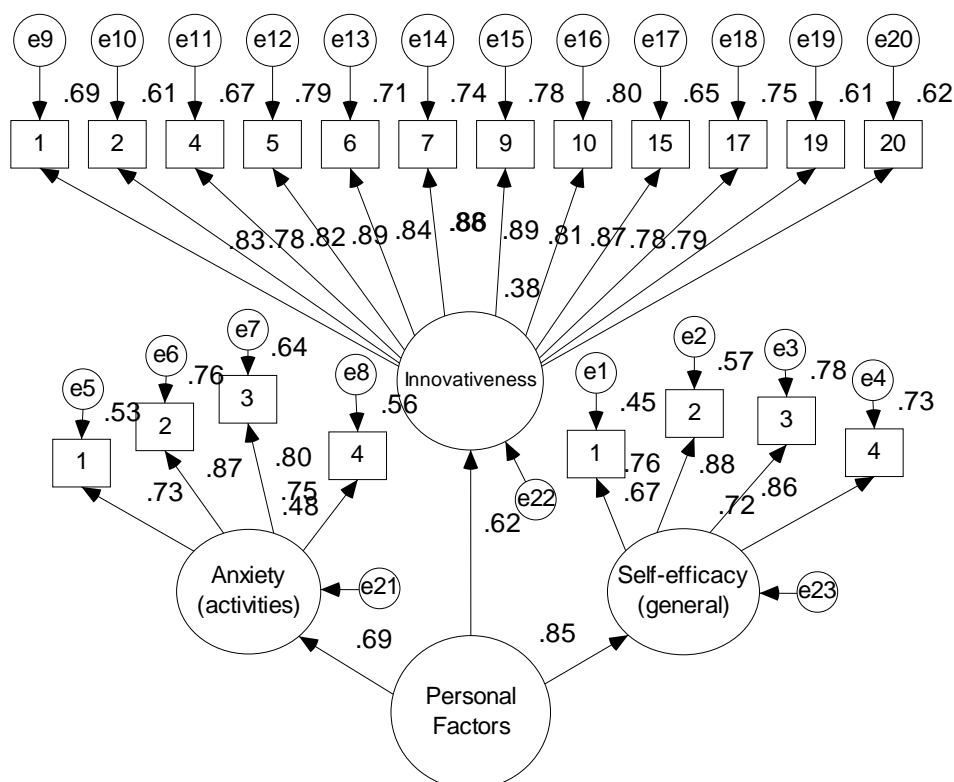 e9 e10 e11 e12 e13 e14 e15 e16 e17 e18 e19 e20
.69 .61 .67 .79 .71 .74 .78 .80 .65 .75 .61 .62
1 2 4 5 6 7 9 10 15 17 19 20
.83 .78 .82 .89 .84 .89 .81 .87 .78 .79
.38
Innovativeness
e5 e6 e7 e8
.53 .76 .64 .56
1 2 3 4
.73 .87 .80 .75
.48
e1 e2 e3 e4
.45 .57 .78 .73
1 2 3 4
.67 .76 .88 .86
.72
e22
.62
Anxiety
(activities)
e21
Self-efficacy
(general)
e23
.69
.85
Personal
Factors